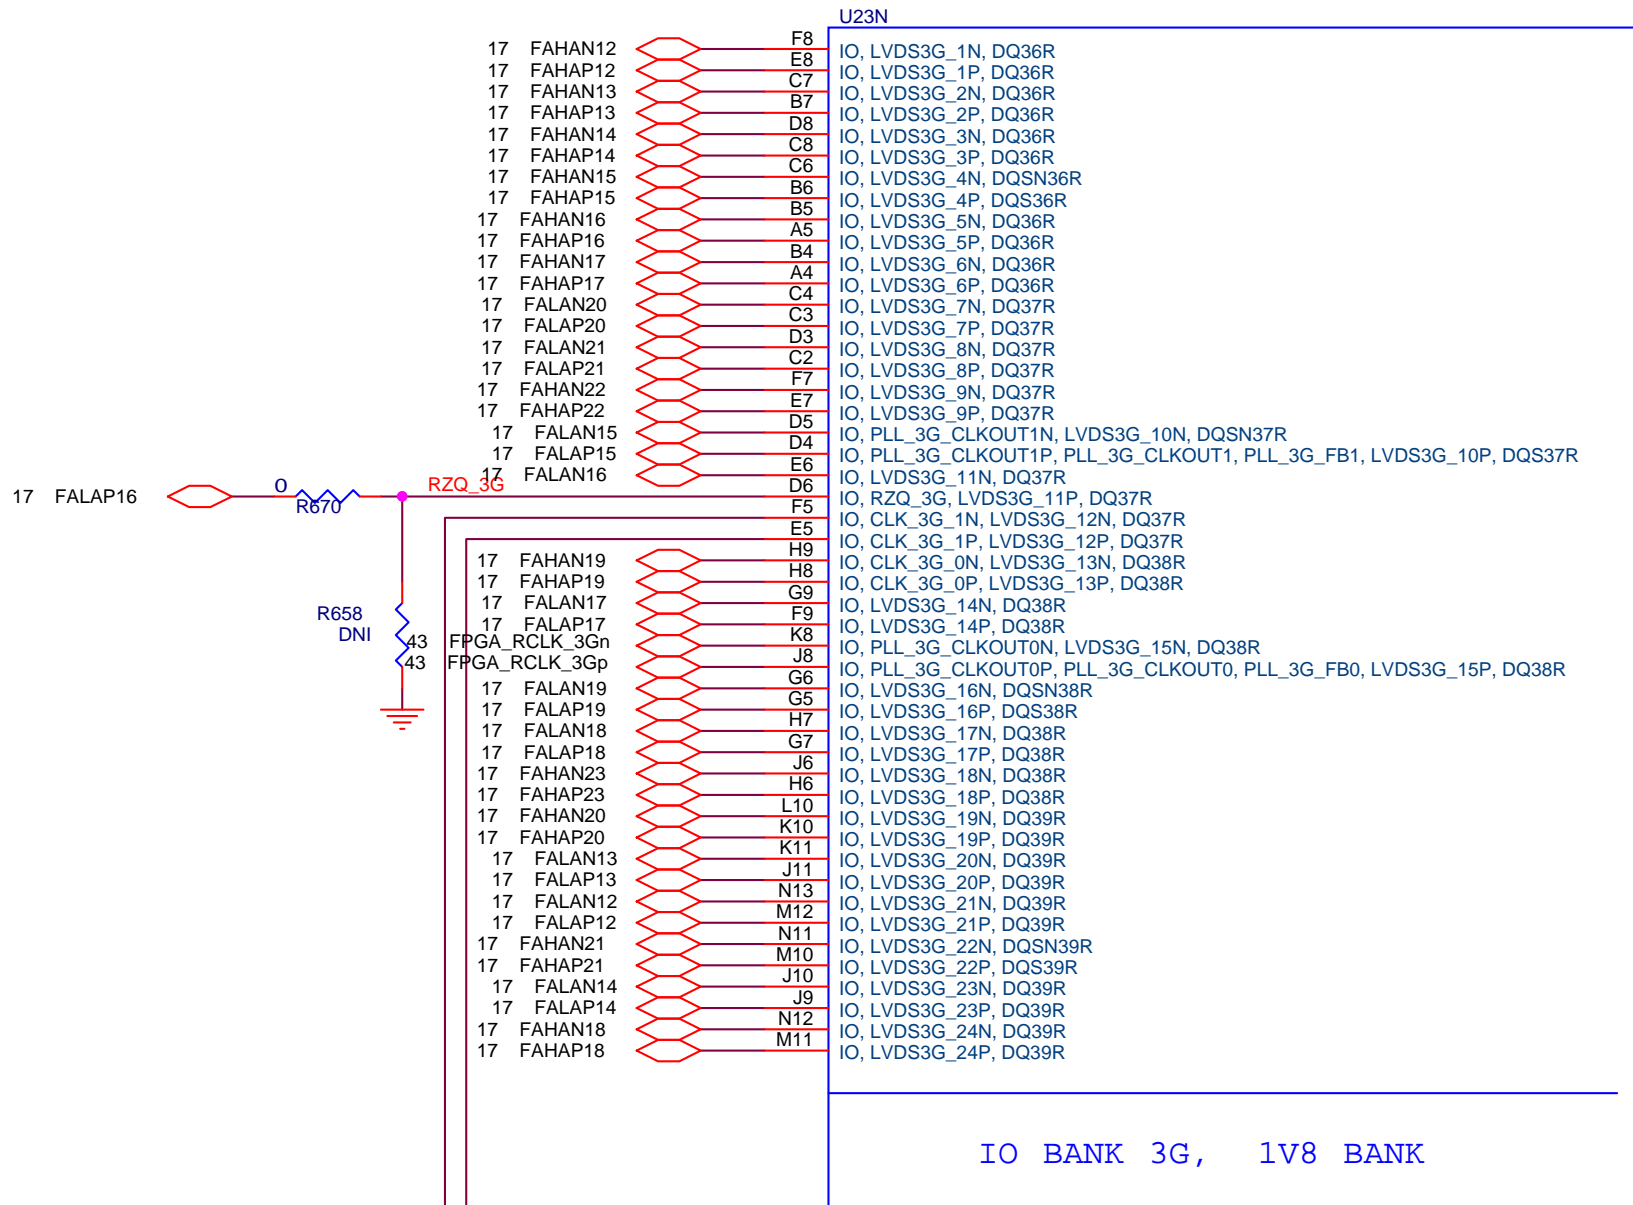 U23N
17 FAHAN12 F8 IO, LVDS3G_1N, DQ36R
17 FAHAP12 E8 IO, LVDS3G_1P, DQ36R
17 FAHAN13 C7 IO, LVDS3G_2N, DQ36R
17 FAHAP13 B7 IO, LVDS3G_2P, DQ36R
17 FAHAN14 D8 IO, LVDS3G_3N, DQ36R
17 FAHAP14 C8 IO, LVDS3G_3P, DQ36R
17 FAHAN15 C6 IO, LVDS3G_4N, DQSN36R
17 FAHAP15 B6 IO, LVDS3G_4P, DQS36R
17 FAHAN16 B5 IO, LVDS3G_5N, DQ36R
17 FAHAP16 A5 IO, LVDS3G_5P, DQ36R
17 FAHAN17 B4 IO, LVDS3G_6N, DQ36R
17 FAHAP17 A4 IO, LVDS3G_6P, DQ36R
17 FALAN20 C4 IO, LVDS3G_7N, DQ37R
17 FALAP20 C3 IO, LVDS3G_7P, DQ37R
17 FALAN21 D3 IO, LVDS3G_8N, DQ37R
17 FALAP21 C2 IO, LVDS3G_8P, DQ37R
17 FAHAN22 F7 IO, LVDS3G_9N, DQ37R
17 FAHAP22 E7 IO, LVDS3G_9P, DQ37R
17 FALAN15 D5 IO, PLL_3G_CLKOUT1N, LVDS3G_10N, DQSN37R
17 FALAP15 D4 IO, PLL_3G_CLKOUT1P, PLL_3G_CLKOUT1, PLL_3G_FB1, LVDS3G_10P, DQS37R
17 FALAN16 E6 IO, LVDS3G_11N, DQ37R
17 FALAP16 0 R670 RZQ_3G D6 IO, RZQ_3G, LVDS3G_11P, DQ37R
F5 IO, CLK_3G_1N, LVDS3G_12N, DQ37R
E5 IO, CLK_3G_1P, LVDS3G_12P, DQ37R
17 FAHAN19 H9 IO, CLK_3G_0N, LVDS3G_13N, DQ38R
17 FAHAP19 H8 IO, CLK_3G_0P, LVDS3G_13P, DQ38R
17 FALAN17 G9 IO, LVDS3G_14N, DQ38R
R658
17 FALAP17 F9 IO, LVDS3G_14P, DQ38R
DNI
43 FPGA_RCLK_3Gn K8 IO, PLL_3G_CLKOUT0N, LVDS3G_15N, DQ38R
43 FPGA_RCLK_3Gp J8 IO, PLL_3G_CLKOUT0P, PLL_3G_CLKOUT0, PLL_3G_FB0, LVDS3G_15P, DQ38R
17 FALAN19 G6 IO, LVDS3G_16N, DQSN38R
17 FALAP19 G5 IO, LVDS3G_16P, DQS38R
17 FALAN18 H7 IO, LVDS3G_17N, DQ38R
17 FALAP18 G7 IO, LVDS3G_17P, DQ38R
17 FAHAN23 J6 IO, LVDS3G_18N, DQ38R
17 FAHAP23 H6 IO, LVDS3G_18P, DQ38R
17 FAHAN20 L10 IO, LVDS3G_19N, DQ39R
17 FAHAP20 K10 IO, LVDS3G_19P, DQ39R
17 FALAN13 K11 IO, LVDS3G_20N, DQ39R
17 FALAP13 J11 IO, LVDS3G_20P, DQ39R
17 FALAN12 N13 IO, LVDS3G_21N, DQ39R
17 FALAP12 M12 IO, LVDS3G_21P, DQ39R
17 FAHAN21 N11 IO, LVDS3G_22N, DQSN39R
17 FAHAP21 M10 IO, LVDS3G_22P, DQS39R
17 FALAN14 J10 IO, LVDS3G_23N, DQ39R
17 FALAP14 J9 IO, LVDS3G_23P, DQ39R
17 FAHAN18 N12 IO, LVDS3G_24N, DQ39R
17 FAHAP18 M11 IO, LVDS3G_24P, DQ39R
IO BANK 3G, 1V8 BANK